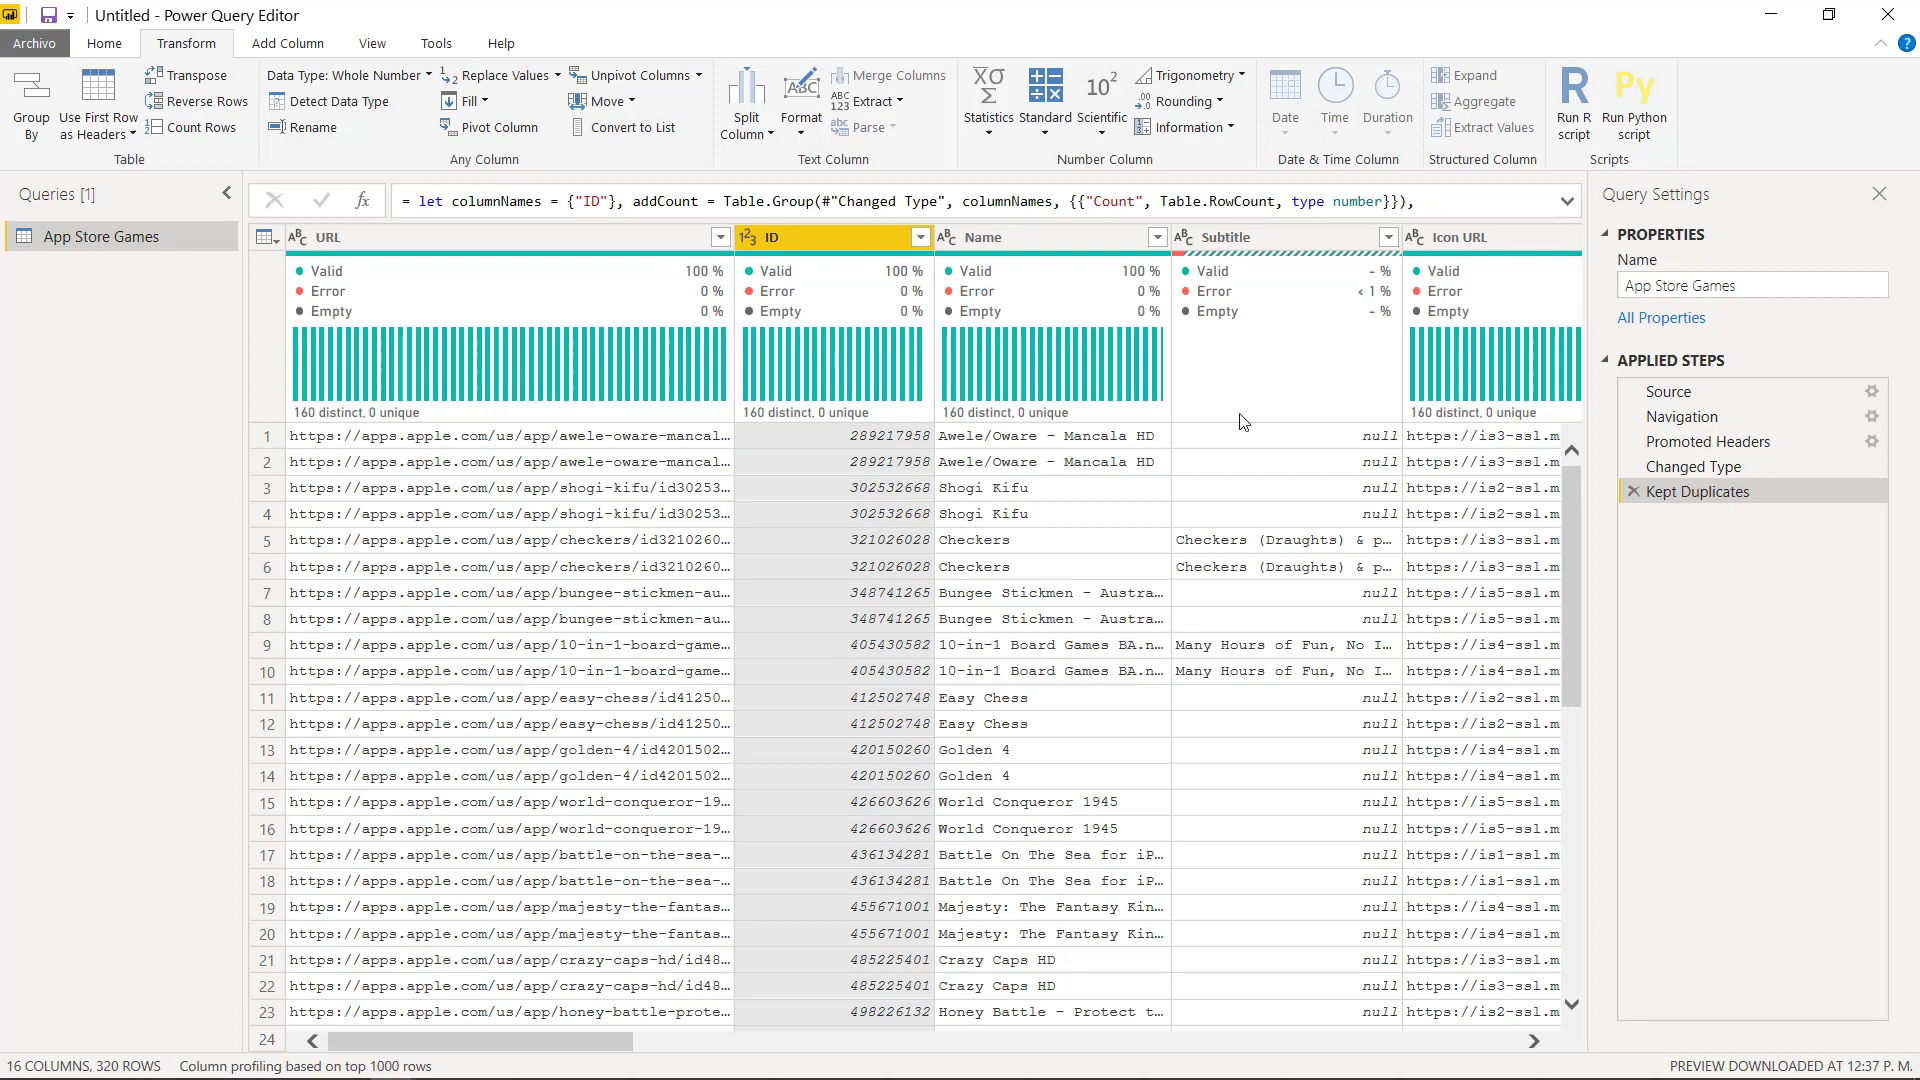 Untitled - Power Query Editor
Archivo Home Transform Add Column View Tools Help
Group By
Use First Row as Headers
Transpose
Reverse Rows
Count Rows
Table
Data Type: Whole Number
Detect Data Type
Rename
Replace Values
Fill
Pivot Column
Unpivot Columns
Move
Convert to List
Any Column
Split Column
Format
Merge Columns
Extract
Parse
Text Column
Statistics
Standard
Scientific
Trigonometry
Rounding
Information
Number Column
Date
Time
Duration
Date & Time Column
Expand
Aggregate
Extract Values
Structured Column
Run R script
Run Python script
Scripts
Queries [1]
App Store Games
fx = let columnNames = {"ID"}, addCount = Table.Group(#"Changed Type", columnNames, {{"Count", Table.RowCount, type number}}),
URL ID Name Subtitle Icon URL
Valid 100 % Valid 100 % Valid 100 % Valid - % Valid
Error 0 % Error 0 % Error 0 % Error < 1 % Error
Empty 0 % Empty 0 % Empty 0 % Empty - % Empty
160 distinct, 0 unique 160 distinct, 0 unique 160 distinct, 0 unique 160 distinct, 0 unique
1 https://apps.apple.com/us/app/awele-oware-mancal... 289217958 Awele/Oware - Mancala HD null https://is3-ssl.m
2 https://apps.apple.com/us/app/awele-oware-mancal... 289217958 Awele/Oware - Mancala HD null https://is3-ssl.m
3 https://apps.apple.com/us/app/shogi-kifu/id30253... 302532668 Shogi Kifu null https://is2-ssl.m
4 https://apps.apple.com/us/app/shogi-kifu/id30253... 302532668 Shogi Kifu null https://is2-ssl.m
5 https://apps.apple.com/us/app/checkers/id3210260... 321026028 Checkers Checkers (Draughts) & p... https://is3-ssl.m
6 https://apps.apple.com/us/app/checkers/id3210260... 321026028 Checkers Checkers (Draughts) & p... https://is3-ssl.m
7 https://apps.apple.com/us/app/bungee-stickmen-au... 348741265 Bungee Stickmen - Austra... null https://is5-ssl.m
8 https://apps.apple.com/us/app/bungee-stickmen-au... 348741265 Bungee Stickmen - Austra... null https://is5-ssl.m
9 https://apps.apple.com/us/app/10-in-1-board-game... 405430582 10-in-1 Board Games BA.n... Many Hours of Fun, No I... https://is4-ssl.m
10 https://apps.apple.com/us/app/10-in-1-board-game... 405430582 10-in-1 Board Games BA.n... Many Hours of Fun, No I... https://is4-ssl.m
11 https://apps.apple.com/us/app/easy-chess/id41250... 412502748 Easy Chess null https://is2-ssl.m
12 https://apps.apple.com/us/app/easy-chess/id41250... 412502748 Easy Chess null https://is2-ssl.m
13 https://apps.apple.com/us/app/golden-4/id4201502... 420150260 Golden 4 null https://is4-ssl.m
14 https://apps.apple.com/us/app/golden-4/id4201502... 420150260 Golden 4 null https://is4-ssl.m
15 https://apps.apple.com/us/app/world-conqueror-19... 426603626 World Conqueror 1945 null https://is5-ssl.m
16 https://apps.apple.com/us/app/world-conqueror-19... 426603626 World Conqueror 1945 null https://is5-ssl.m
17 https://apps.apple.com/us/app/battle-on-the-sea-... 436134281 Battle On The Sea for iP... null https://is1-ssl.m
18 https://apps.apple.com/us/app/battle-on-the-sea-... 436134281 Battle On The Sea for iP... null https://is1-ssl.m
19 https://apps.apple.com/us/app/majesty-the-fantas... 455671001 Majesty: The Fantasy Kin... null https://is4-ssl.m
20 https://apps.apple.com/us/app/majesty-the-fantas... 455671001 Majesty: The Fantasy Kin... null https://is4-ssl.m
21 https://apps.apple.com/us/app/crazy-caps-hd/id48... 485225401 Crazy Caps HD null https://is3-ssl.m
22 https://apps.apple.com/us/app/crazy-caps-hd/id48... 485225401 Crazy Caps HD null https://is3-ssl.m
23 https://apps.apple.com/us/app/honey-battle-prote... 498226132 Honey Battle - Protect t... null https://is2-ssl.m
24
Query Settings
PROPERTIES
Name
App Store Games
All Properties
APPLIED STEPS
Source
Navigation
Promoted Headers
Changed Type
Kept Duplicates
16 COLUMNS, 320 ROWS Column profiling based on top 1000 rows PREVIEW DOWNLOADED AT 12:37 P. M.